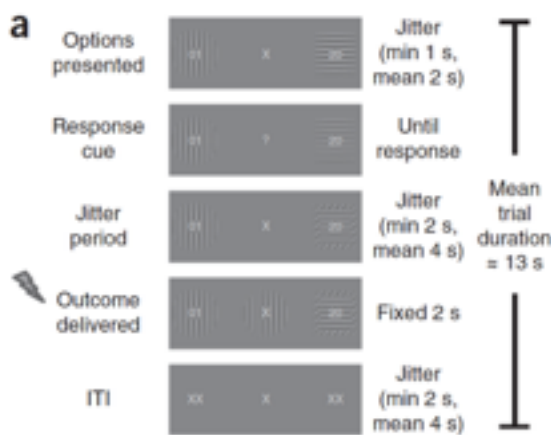 a
Options presented
01 X 20
Jitter (min 1 s, mean 2 s)
Response cue
01 ? 20
Until response
Jitter period
01 X 20
Jitter (min 2 s, mean 4 s)
Outcome delivered
01 X 20
Fixed 2 s
ITI
XX X XX
Jitter (min 2 s, mean 4 s)
Mean trial duration = 13 s